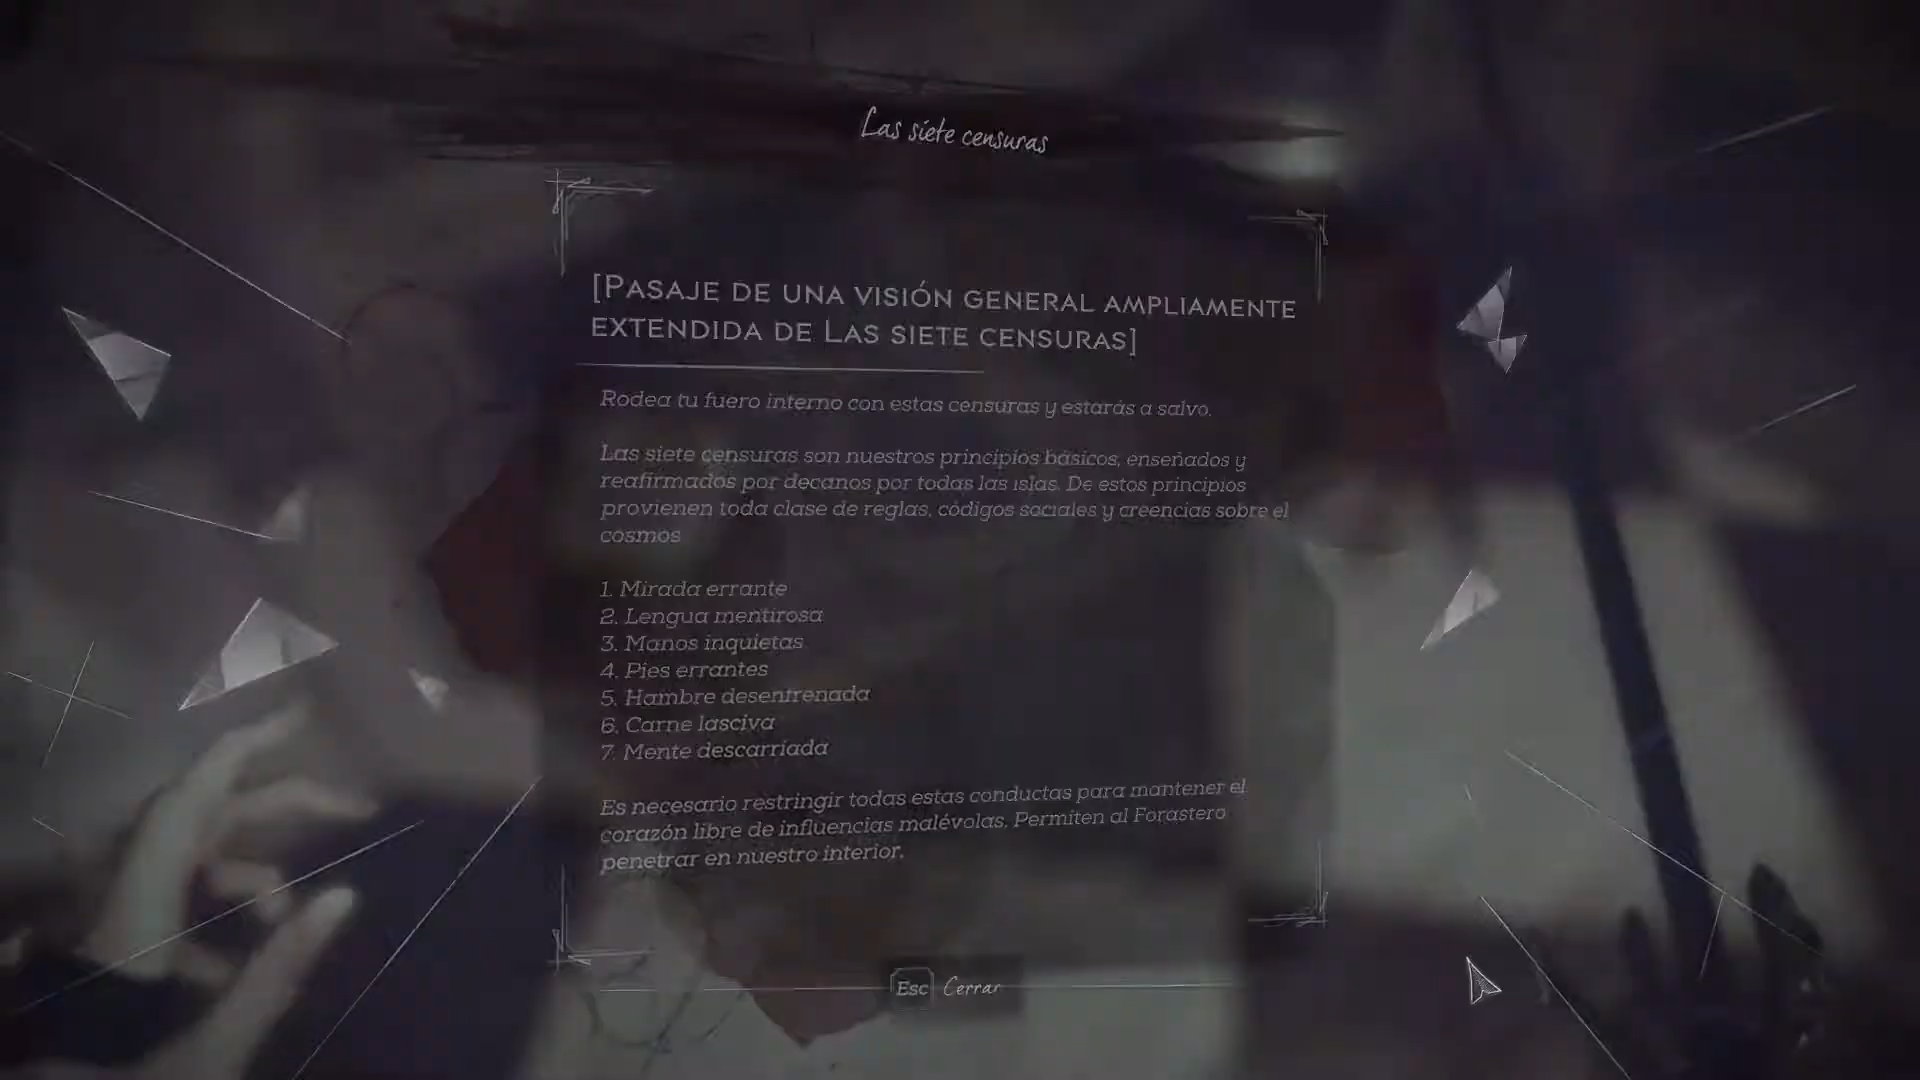 Las siete censuras
[Pasaje de una visión general ampliamente
extendida de Las siete censuras]
Rodea tu fuero interno con estas censuras y estarás a salvo.
Las siete censuras son nuestros principios básicos, enseñados y
reafirmados por decanos por todas las islas. De estos principios
provienen toda clase de reglas, códigos sociales y creencias sobre el
cosmos
1. Mirada errante
2. Lengua mentirosa
3. Manos inquietas
4. Pies errantes
5. Hambre desenfrenada
6. Carne lasciva
7. Mente descarriada
Es necesario restringir todas estas conductas para mantener el
corazón libre de influencias malévolas. Permiten al Forastero
penetrar en nuestro interior.
Esc Cerrar